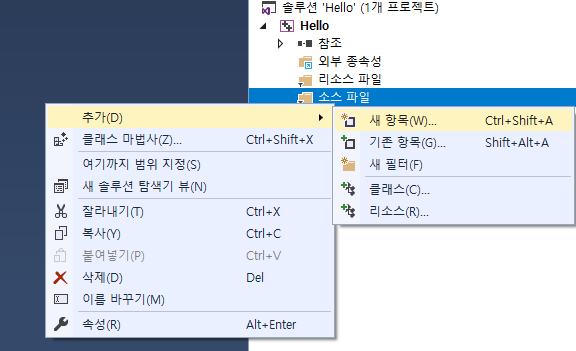 솔루션 'Hello' (1개 프로젝트)
Hello
참조
외부 종속성
리소스 파일
소스 파일
추가(D)
클래스 마법사(Z)... Ctrl+Shift+X
여기까지 범위 지정(S)
새 솔루션 탐색기 뷰(N)
잘라내기(T) Ctrl+X
복사(Y) Ctrl+C
붙여넣기(P) Ctrl+V
삭제(D) Del
이름 바꾸기(M)
속성(R) Alt+Enter
새 항목(W)... Ctrl+Shift+A
기존 항목(G)... Shift+Alt+A
새 필터(F)
클래스(C)...
리소스(R)...